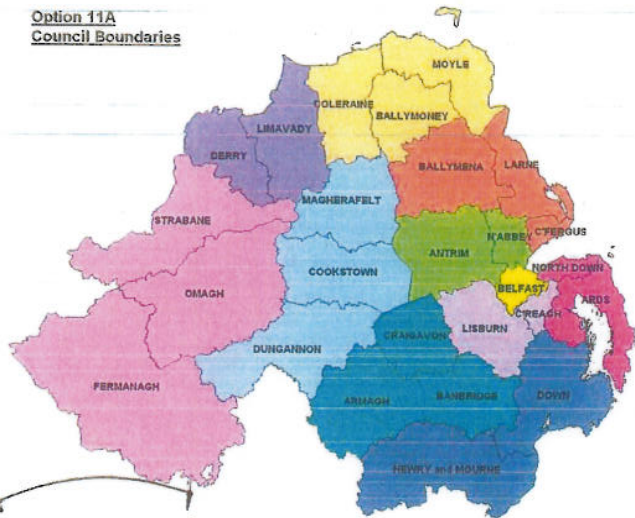 Option 11A
Council Boundaries
MOYLE
COLERAINE
BALLYMONEY
LIMAVADY
DERRY
BALLYMENA
LARNE
MAGHERAFELT
STRABANE
N'ABBEY
C'FERGUS
ANTRIM
NORTH DOWN
COOKSTOWN
BELFAST
OMAGH
ARDS
C'REAGH
LISBURN
CRAIGAVON
DUNGANNON
FERMANAGH
ARMAGH
BANBRIDGE
DOWN
NEWRY and MOURNE